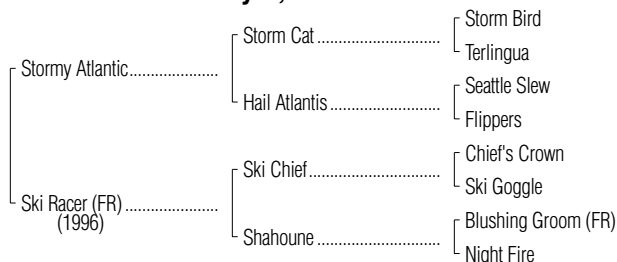 Storm Bird
Storm Cat
Terlingua
Stormy Atlantic
Seattle Slew
Hail Atlantis
Flippers
Chief's Crown
Ski Chief
Ski Goggle
Ski Racer (FR)
(1996)
Blushing Groom (FR)
Shahoune
Night Fire